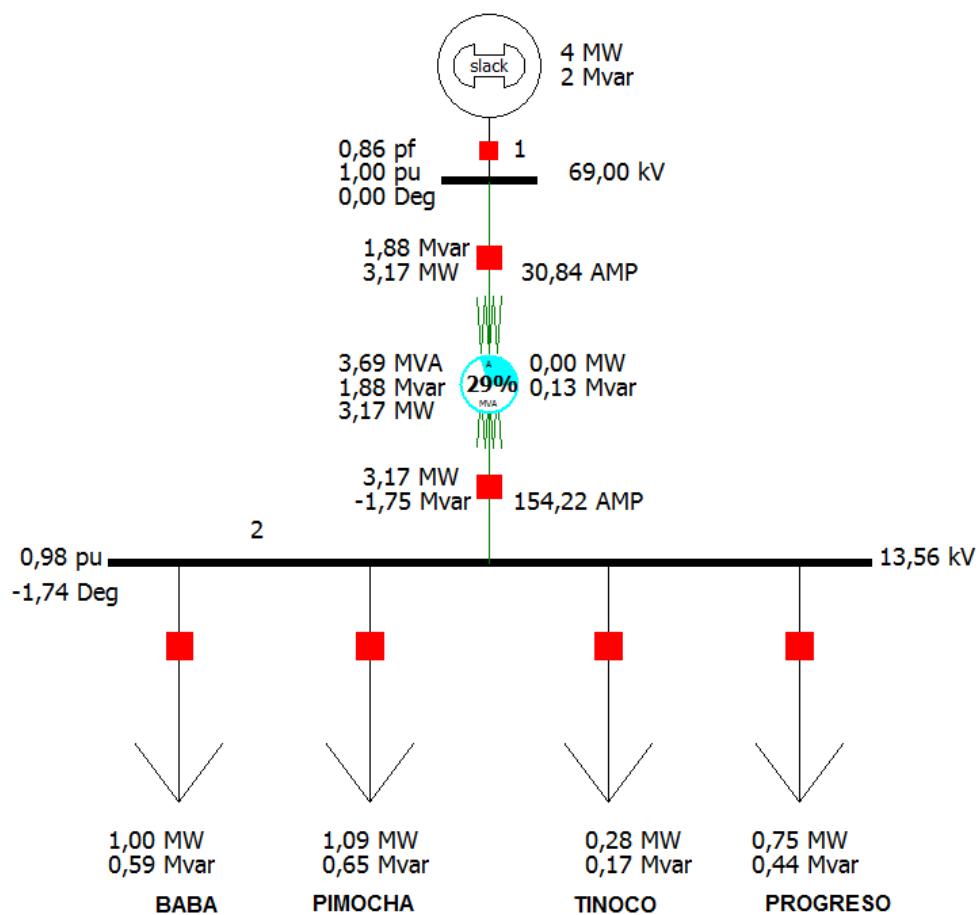 slack
4 MW
2 Mvar
0,86 pf
1
1,00 pu
69,00 kV
0,00 Deg
1,88 Mvar
3,17 MW
30,84 AMP
3,69 MVA
0,00 MW
A
1,88 Mvar
29%
0,13 Mvar
MVA
3,17 MW
3,17 MW
-1,75 Mvar
154,22 AMP
2
0,98 pu
13,56 kV
-1,74 Deg
1,00 MW
0,59 Mvar
1,09 MW
0,65 Mvar
0,28 MW
0,17 Mvar
0,75 MW
0,44 Mvar
BABA
PIMOCHA
TINOCO
PROGRESO